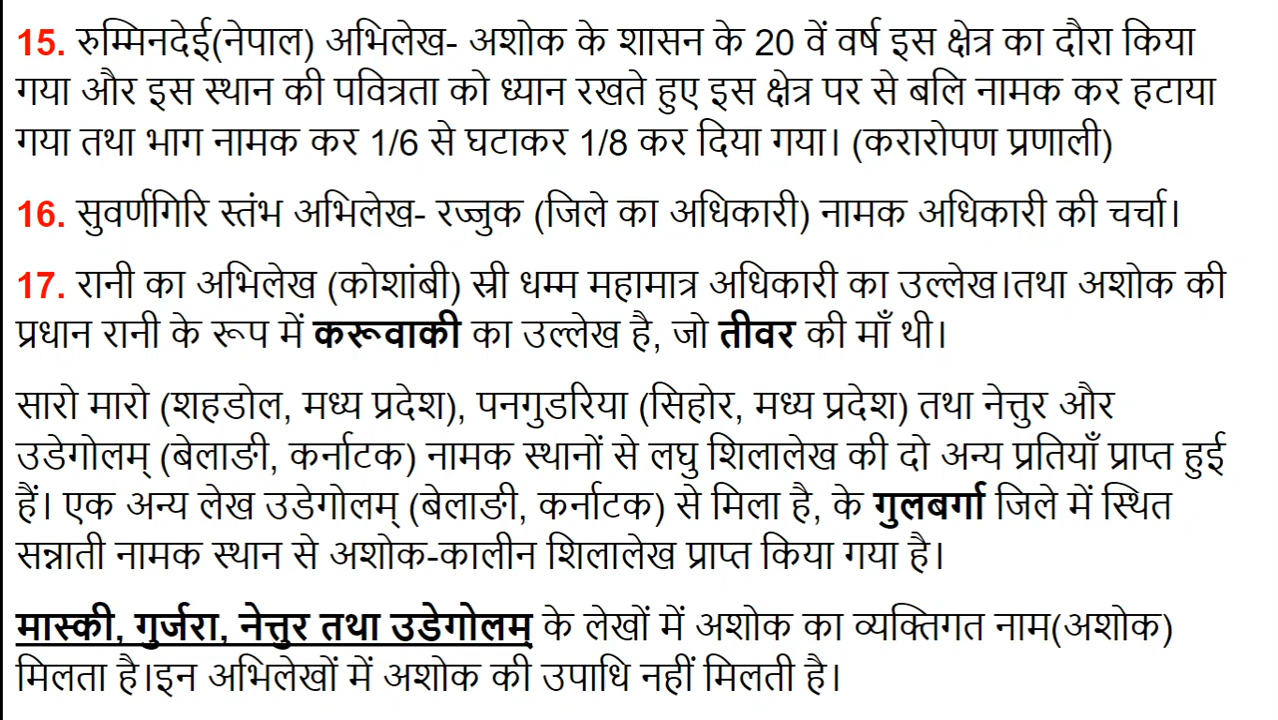 15. रुम्मिनदेई(नेपाल) अभिलेख- अशोक के शासन के 20 वें वर्ष इस क्षेत्र का दौरा किया
गया और इस स्थान की पवित्रता को ध्यान रखते हुए इस क्षेत्र पर से बलि नामक कर हटाया
गया तथा भाग नामक कर 1/6 से घटाकर 1/8 कर दिया गया। (करारोपण प्रणाली)
16. सुवर्णगिरि स्तंभ अभिलेख- रज्जुक (जिले का अधिकारी) नामक अधिकारी की चर्चा।
17. रानी का अभिलेख (कोशांबी) स्री धम्म महामात्र अधिकारी का उल्लेख।तथा अशोक की
प्रधान रानी के रूप में करूवाकी का उल्लेख है, जो तीवर की माँ थी।
सारो मारो (शहडोल, मध्य प्रदेश), पनगुडरिया (सिहोर, मध्य प्रदेश) तथा नेत्तुर और
उडेगोलम् (बेलाङी, कर्नाटक) नामक स्थानों से लघु शिलालेख की दो अन्य प्रतियाँ प्राप्त हुई
हैं। एक अन्य लेख उडेगोलम् (बेलाङी, कर्नाटक) से मिला है, के गुलबर्गा जिले में स्थित
सन्नाती नामक स्थान से अशोक-कालीन शिलालेख प्राप्त किया गया है।
मास्की, गुर्जरा, नेत्तुर तथा उडेगोलम् के लेखों में अशोक का व्यक्तिगत नाम(अशोक)
मिलता है।इन अभिलेखों में अशोक की उपाधि नहीं मिलती है।